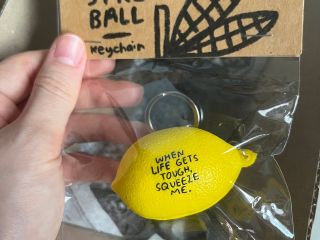 BALL
keychain
WHEN
LIFE GETS
TOUGH,
SQUEEZE
ME.